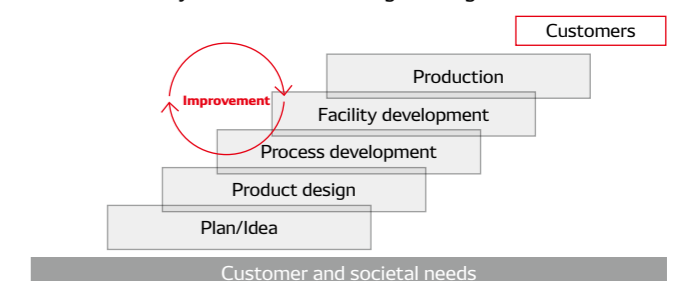 Customers
Production
Improvement
Facility development
Process development
Product design
Plan/Idea
Customer and societal needs